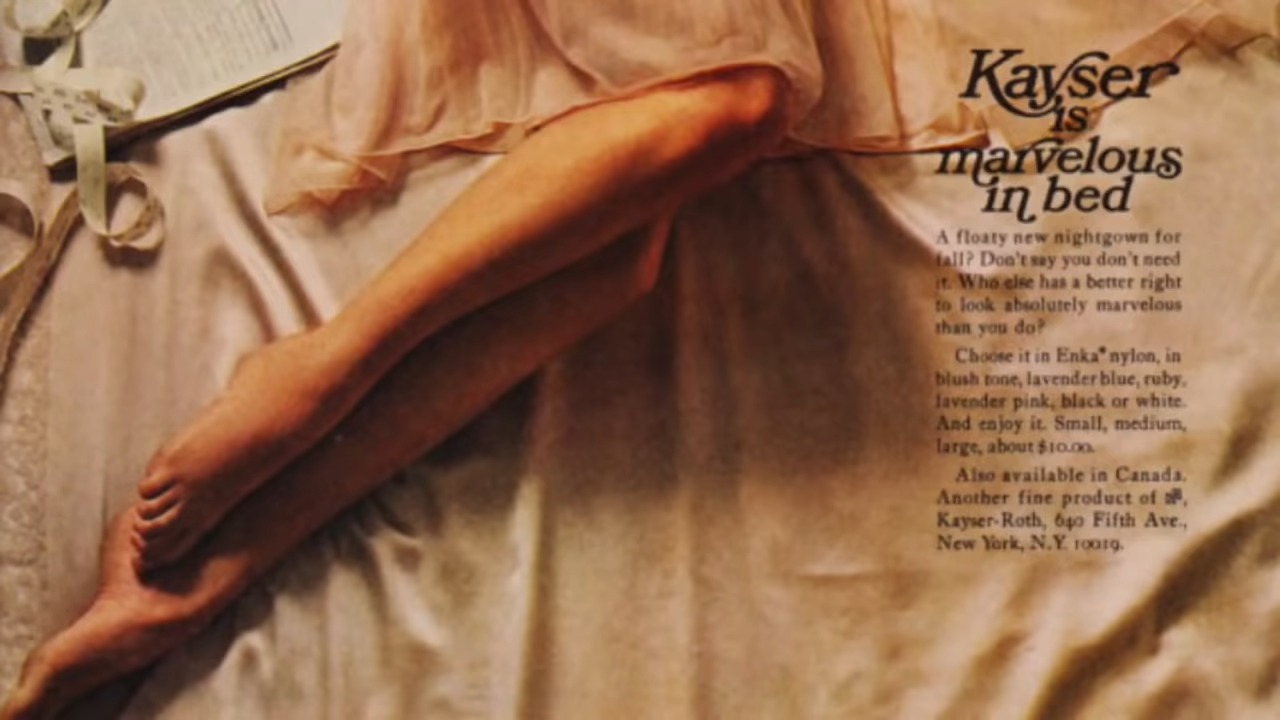 Kayser
is
marvelous
in bed
A floaty new nightgown for
fall? Don't say you don't need
it. Who else has a better right
to look absolutely marvelous
than you do?
Choose it in Enka® nylon, in
blush tone, lavender blue, ruby,
lavender pink, black or white.
And enjoy it. Small, medium,
large, about $10.00.
Also available in Canada.
Another fine product of ,
Kayser-Roth, 640 Fifth Ave.,
New York, N.Y. 10019.